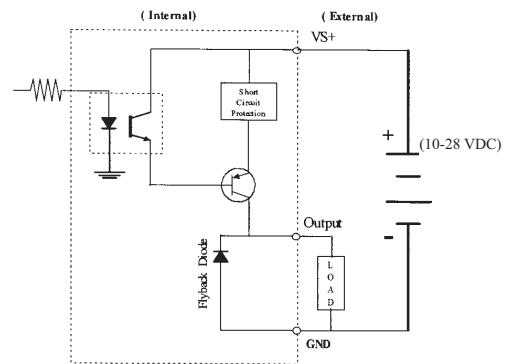 ( Internal)
( External)
VS+
Short
Circuit
Protection
+
(10-28 VDC)
Output
Flyback Diode
L
O
A
D
-
GND